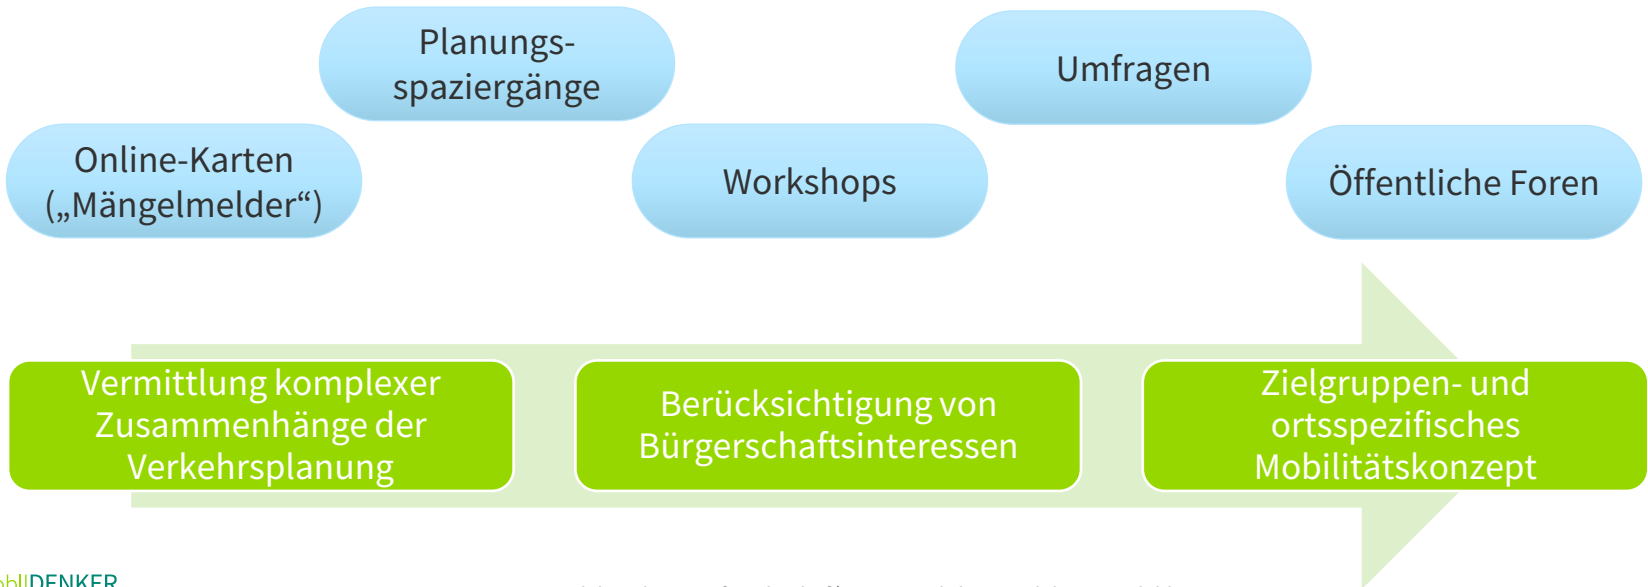 Planungs-
spaziergänge
Umfragen
Online-Karten
(„Mängelmelder“)
Workshops
Öffentliche Foren
Vermittlung komplexer
Zusammenhänge der
Verkehrsplanung
Berücksichtigung von
Bürgerschaftsinteressen
Zielgruppen- und
ortsspezifisches
Mobilitätskonzept